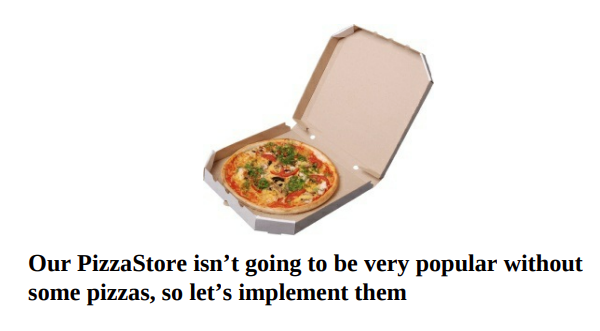 Our PizzaStore isn’t going to be very popular without
some pizzas, so let’s implement them